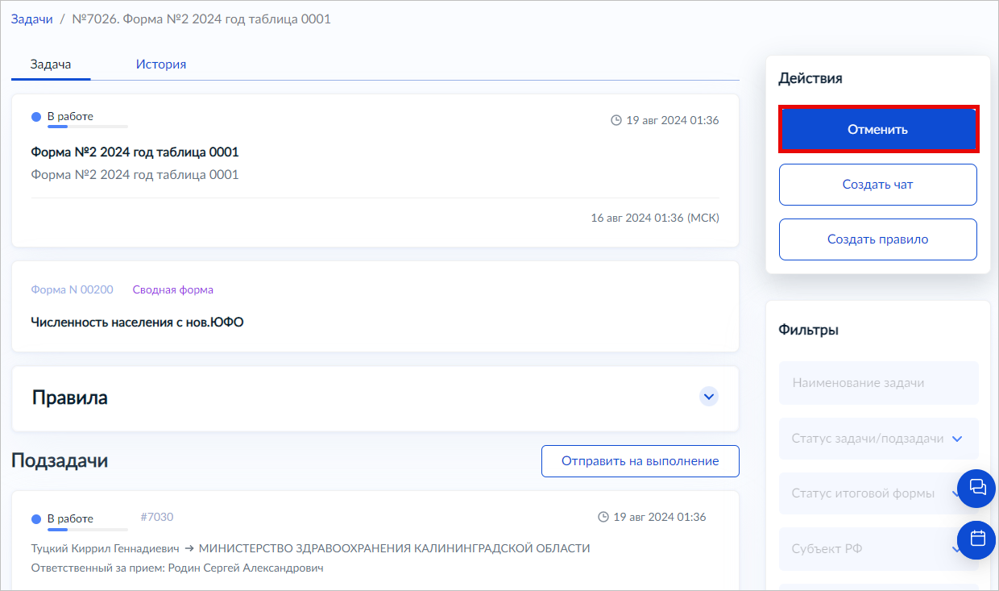 Задачи / №7026. Форма №2 2024 год таблица 0001
Задача История
В работе
19 авг 2024 01:36
Форма №2 2024 год таблица 0001
Форма №2 2024 год таблица 0001
16 авг 2024 01:36 (МСК)
Форма N 00200 Сводная форма
Численность населения с нов.ЮФО
Правила
Подзадачи
Отправить на выполнение
В работе #7030 19 авг 2024 01:36
Туцкий Киррил Геннадиевич → МИНИСТЕРСТВО ЗДРАВООХРАНЕНИЯ КАЛИНИНГРАДСКОЙ ОБЛАСТИ
Ответственный за прием: Родин Сергей Александрович
Действия
Отменить
Создать чат
Создать правило
Фильтры
Наименование задачи
Статус задачи/подзадачи
Статус итоговой формы
Субъект РФ